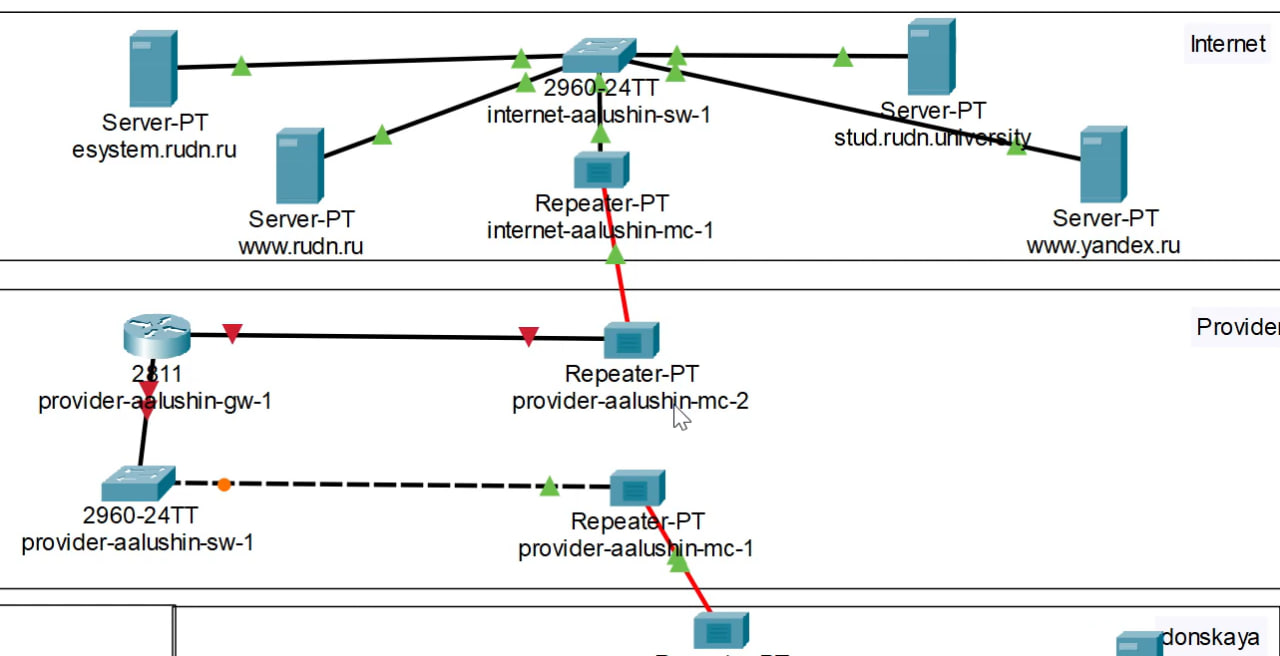 Internet
Server-PT
esystem.rudn.ru
Server-PT
www.rudn.ru
2960-24TT
internet-aalushin-sw-1
Repeater-PT
internet-aalushin-mc-1
Server-PT
stud.rudn.university
Server-PT
www.yandex.ru
Provider
2811
provider-aalushin-gw-1
Repeater-PT
provider-aalushin-mc-2
2960-24TT
provider-aalushin-sw-1
Repeater-PT
provider-aalushin-mc-1
donskaya